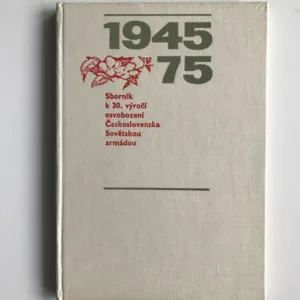 1945
75
Sborník
k 30. výročí
osvobození
Československa
Sovětskou
armádou